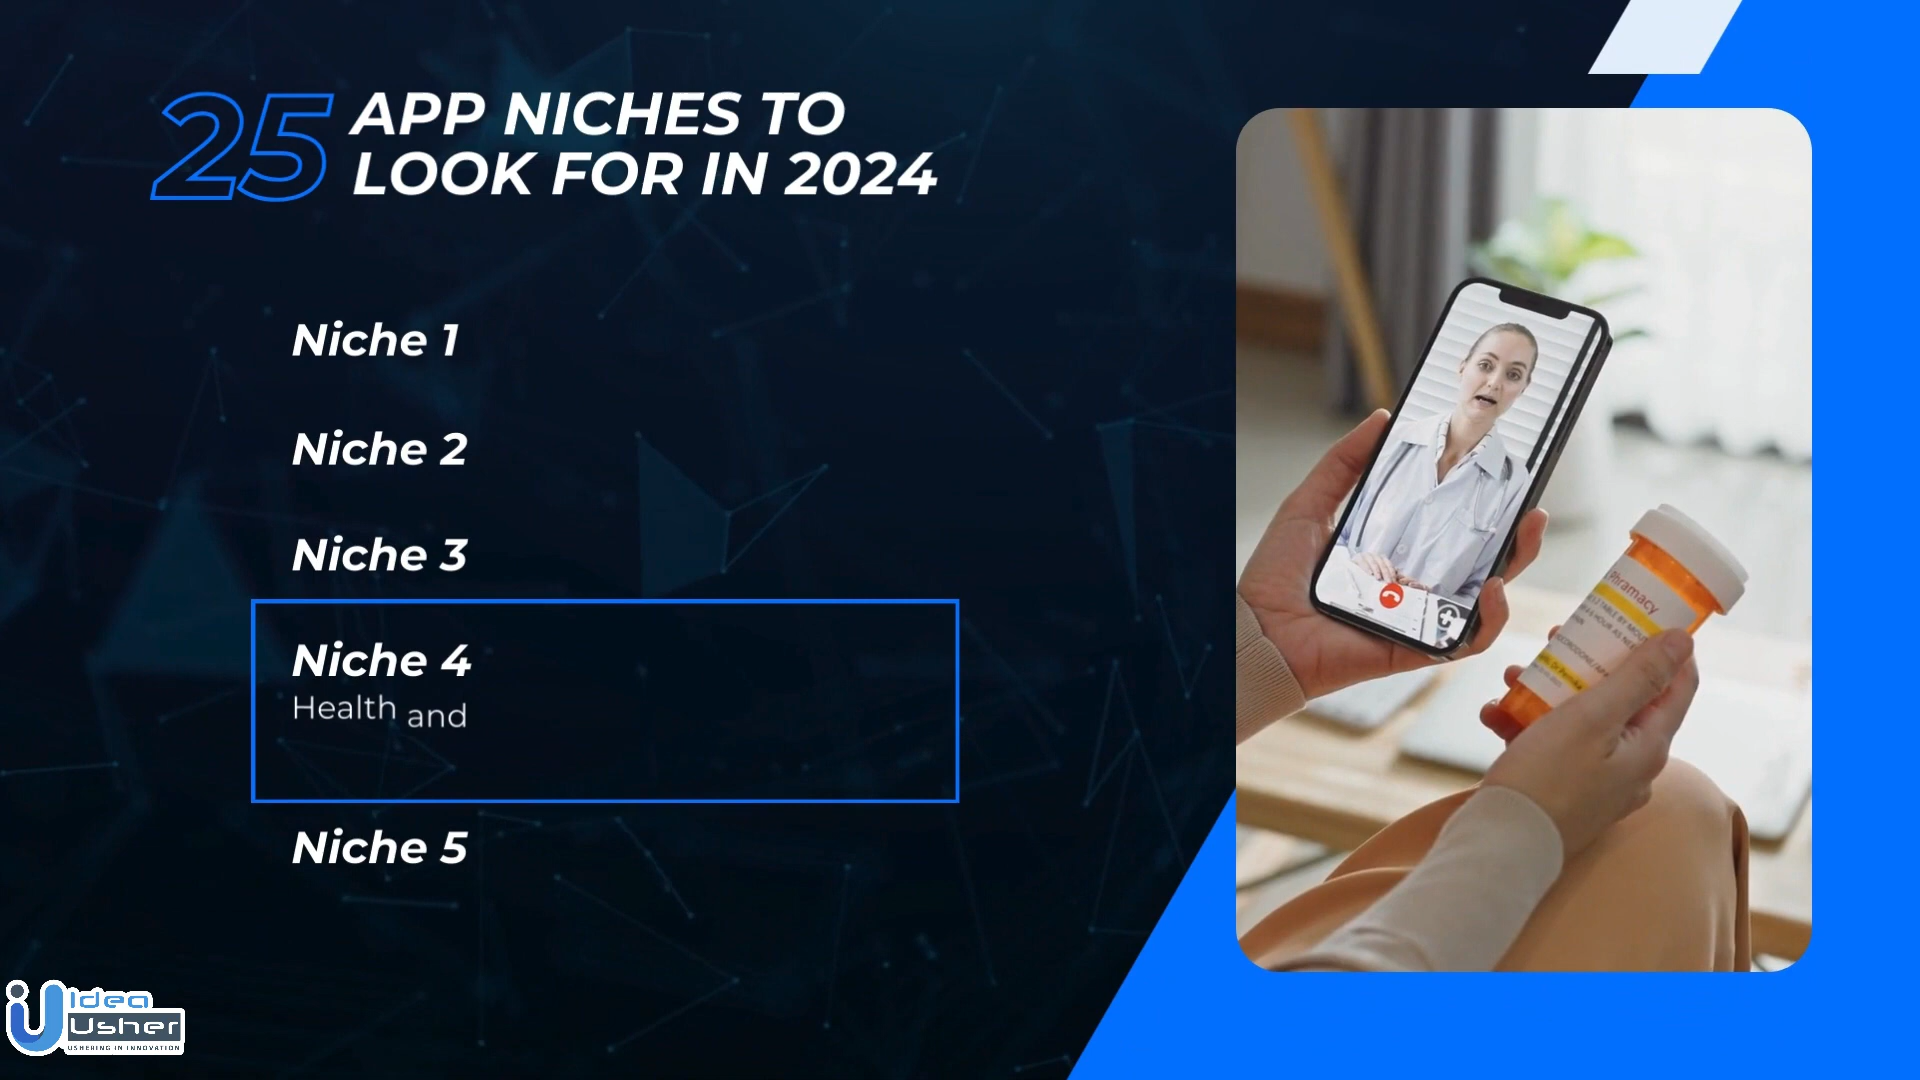 25 APP NICHES TO
LOOK FOR IN 2024
Niche 1
Niche 2
Niche 3
Niche 4
Health and
Niche 5
Phramacy
Idea
Usher
USHERING IN INNOVATION